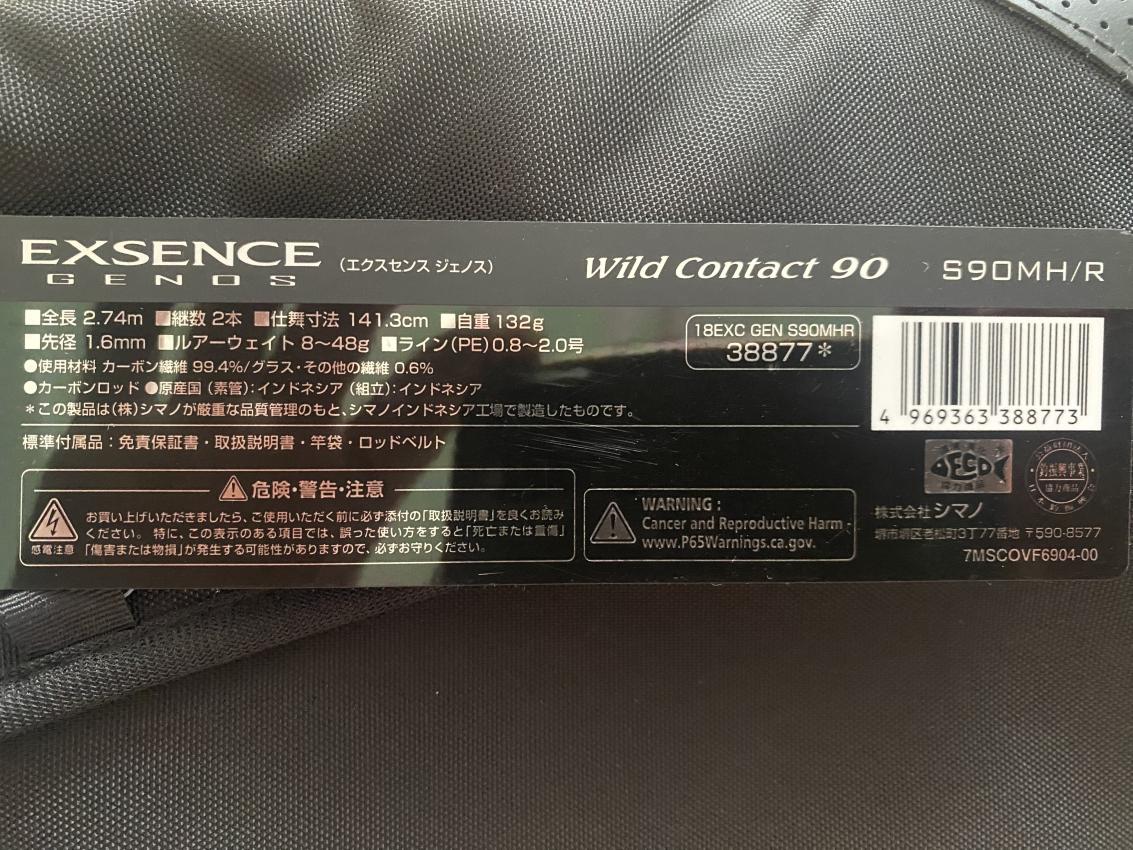 EXSENCE GENOS (エクスセンス ジェノス) Wild Contact 90 S90MH/R
■全長 2.74m ■継数 2本 ■仕舞寸法 141.3cm ■自重 132g
■先径 1.6mm ■ルアーウェイト 8～48g ■ライン(PE)0.8～2.0号
●使用材料 カーボン繊維 99.4%/グラス・その他の繊維 0.6%
●カーボンロッド ●原産国 (素管):インドネシア (組立):インドネシア
＊この製品は(株)シマノが厳重な品質管理のもと、シマノインドネシア工場で製造したものです。
18EXC GEN S90MHR
38877＊
4 969363 388773
標準付属品：免責保証書・取扱説明書・竿袋・ロッドベルト
危険・警告・注意
感電注意
お買い上げいただきましたら、ご使用いただく前に必ず添付の「取扱説明書」を良くお読み
ください。 特に、この表示のある項目では、誤った使い方をすると「死亡または重傷」
「傷害または物損」が発生する可能性がありますので、必ずお守りください。
WARNING :
Cancer and Reproductive Harm -
www.P65Warnings.ca.gov.
協力商品
釣振興事業
協力商品
株式会社 シマノ
堺市堺区老松町3丁77番地 〒590-8577
7MSCOVF6904-00